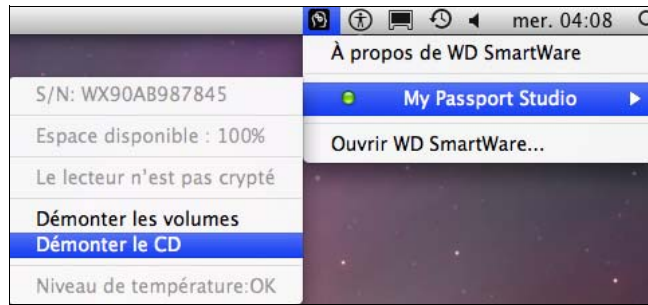 mer. 04:08
À propos de WD SmartWare
My Passport Studio
Ouvrir WD SmartWare...
S/N: WX90AB987845
Espace disponible : 100%
Le lecteur n'est pas crypté
Démonter les volumes
Démonter le CD
Niveau de température:OK